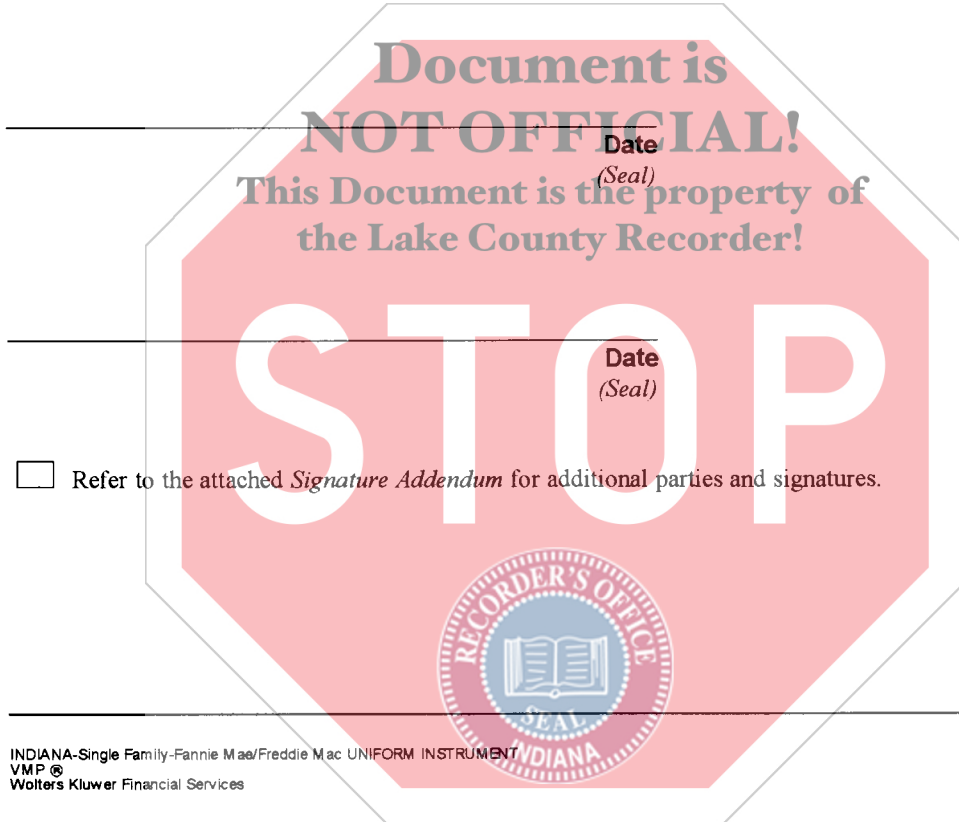 Document is
NOT OFFICIAL!
Date
(Seal)
This Document is the property of
the Lake County Recorder!
STOP
Date
(Seal)
Refer to the attached Signature Addendum for additional parties and signatures.
RECORDER'S OFFICE
SEAL
INDIANA
INDIANA-Single Family-Fannie Mae/Freddie Mac UNIFORM INSTRUMENT
VMP ®
Wolters Kluwer Financial Services